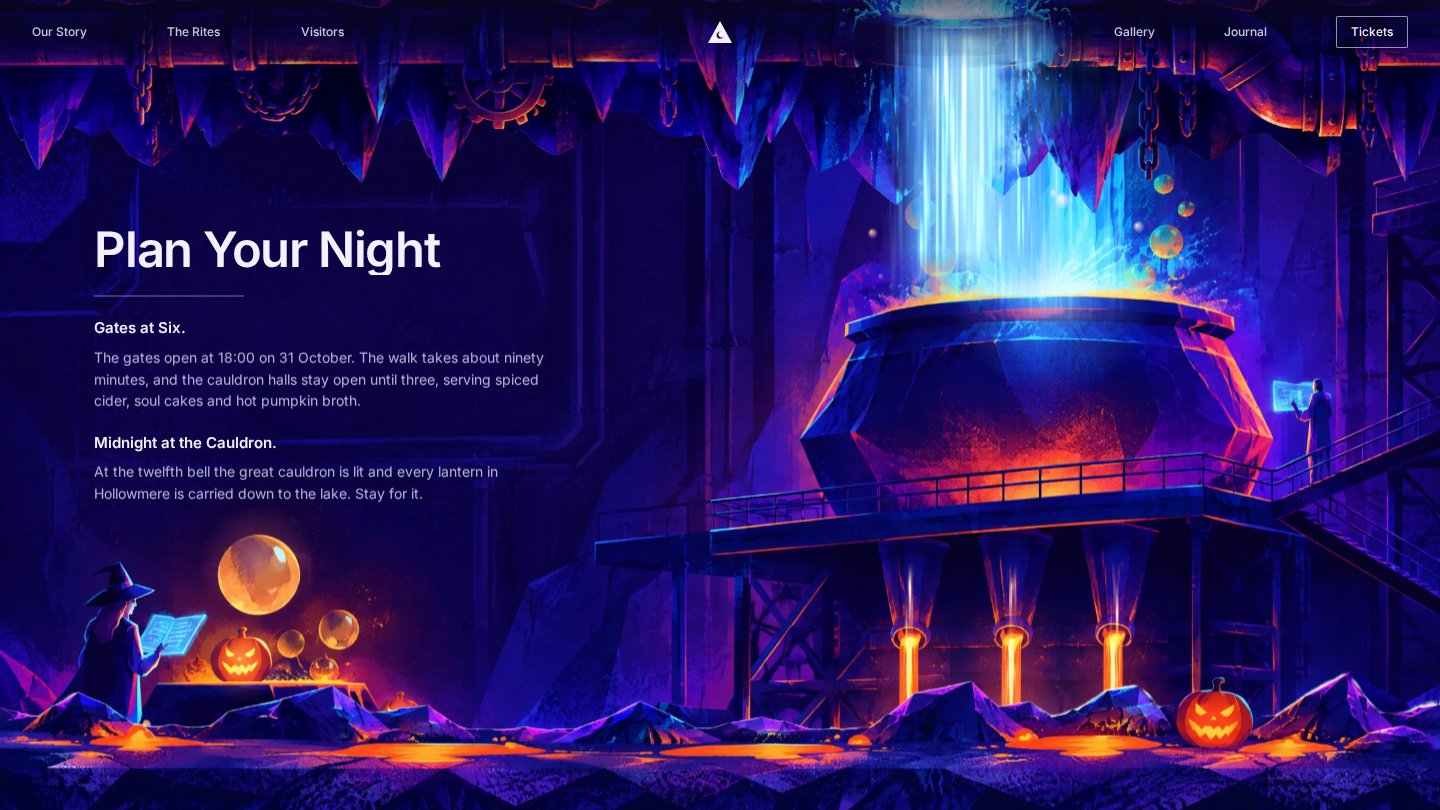 Our Story
The Rites
Visitors
Gallery
Journal
Tickets
Plan Your Night
Gates at Six.
The gates open at 18:00 on 31 October. The walk takes about ninety
minutes, and the cauldron halls stay open until three, serving spiced
cider, soul cakes and hot pumpkin broth.
Midnight at the Cauldron.
At the twelfth bell the great cauldron is lit and every lantern in
Hollowmere is carried down to the lake. Stay for it.